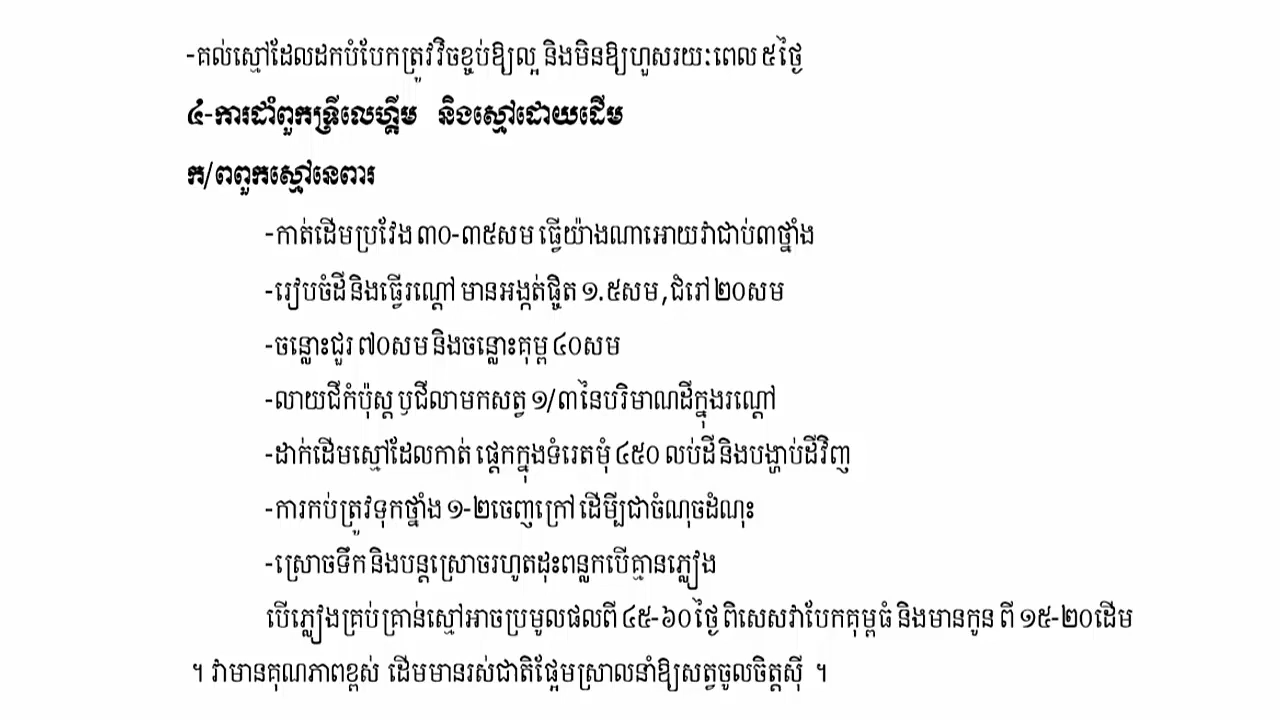 -គល់ស្មៅដែលដកបំបែកត្រូវវិចខ្ចប់ឱ្យល្អ និងមិនឱ្យហួសរយ:ពេល ៥ថ្ងៃ
៤-ការដាំពួកទ្រីលេហ្គីម និងស្មៅដោយដើម
ក/ពពួកស្មៅនេពារ
-កាត់ដើមប្រវែង ៣០-៣៥សម ធ្វើយ៉ាងណាអោយវាជាប់៣ថ្នាំង
-រៀបចំដី និងធ្វើរណ្ដៅ មានអង្កត់ផ្ចិត ១.៥សម , ជំរៅ ២០សម
-ចន្លោះជួរ ៧០សម និងចន្លោះគុម្ព ៤០សម
-លាយជីកំប៉ុស្ត ឫជីលាមកសត្វ ១/៣នៃបរិមាណដីក្នុងរណ្ដៅ
-ដាក់ដើមស្មៅដែលកាត់ ផ្ដេកក្នុងទំរេតមុំ ៤៥០ លប់ដី និងបង្ហាប់ដីវិញ
-ការកប់ត្រូវទុកថ្នាំង ១-២ចេញក្រៅ ដើម្បីជាចំណុចដំណុះ
-ស្រោចទឹក និងបន្តស្រោចរហូតដុះពន្លកបើគ្មានភ្លៀង
បើភ្លៀងគ្រប់គ្រាន់ស្មៅអាចប្រមូលផលពី ៤៥-៦០ ថ្ងៃ ពិសេសវាបែកគុម្ពធំ និងមានកូន ពី ១៥-២០ដើម
។ វាមានគុណភាពខ្ពស់ ដើមមានរស់ជាតិផ្អែមស្រាលនាំឱ្យសត្វចូលចិត្តស៊ី ។